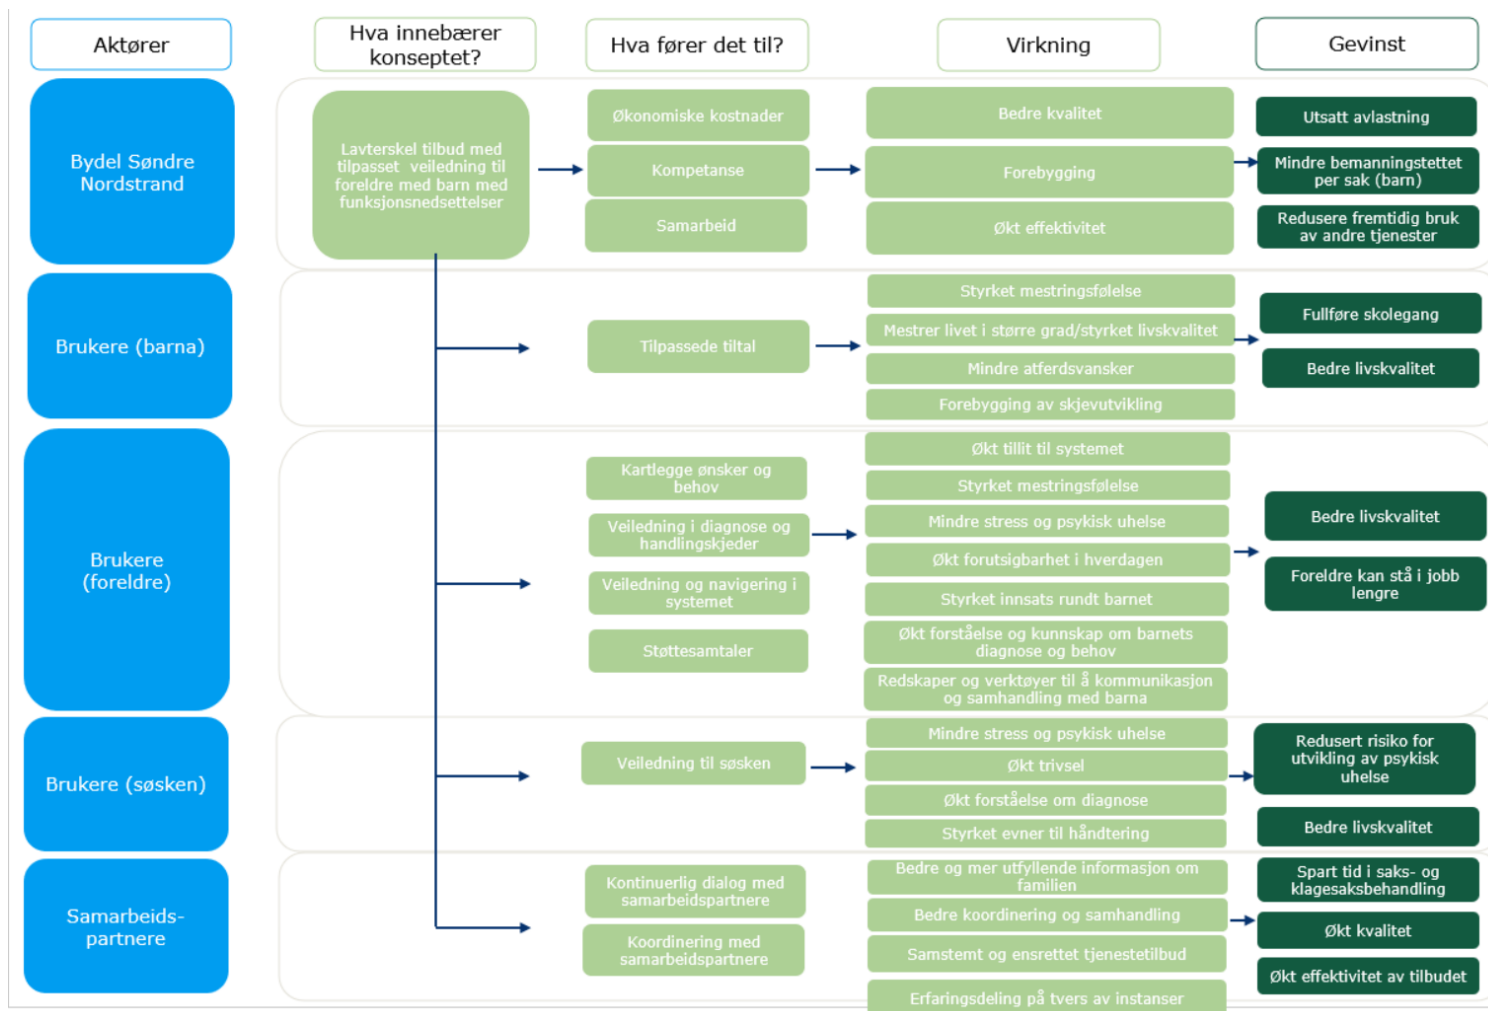 Aktører
Hva innebærer
konseptet?
Hva fører det til?
Virkning
Gevinst
Bydel Søndre
Nordstrand
Lavterskel tilbud med
tilpasset veiledning til
foreldre med barn med
funksjonsnedsettelser
Økonomiske kostnader
Kompetanse
Samarbeid
Bedre kvalitet
Forebygging
Økt effektivitet
Utsatt avlastning
Mindre bemanningstettet
per sak (barn)
Redusere fremtidig bruk
av andre tjenester
Brukere (barna)
Tilpassede tiltal
Styrket mestringsfølelse
Mestrer livet i større grad/styrket livskvalitet
Mindre atferdsvansker
Forebygging av skjevutvikling
Fullføre skolegang
Bedre livskvalitet
Brukere
(foreldre)
Kartlegge ønsker og
behov
Veiledning i diagnose og
handlingskjeder
Veiledning og navigering i
systemet
Støttesamtaler
Økt tillit til systemet
Styrket mestringsfølelse
Mindre stress og psykisk uhelse
Økt forutsigbarhet i hverdagen
Styrket innsats rundt barnet
Økt forståelse og kunnskap om barnets
diagnose og behov
Redskaper og verktøyer til å kommunikasjon
og samhandling med barna
Bedre livskvalitet
Foreldre kan stå i jobb
lengre
Brukere (søsken)
Veiledning til søsken
Mindre stress og psykisk uhelse
Økt trivsel
Økt forståelse om diagnose
Styrket evner til håndtering
Redusert risiko for
utvikling av psykisk
uhelse
Bedre livskvalitet
Samarbeids-
partnere
Kontinuerlig dialog med
samarbeidspartnere
Koordinering med
samarbeidspartnere
Bedre og mer utfyllende informasjon om
familien
Bedre koordinering og samhandling
Samstemt og ensrettet tjenestetilbud
Erfaringsdeling på tvers av instanser
Spart tid i saks- og
klagesaksbehandling
Økt kvalitet
Økt effektivitet av tilbudet